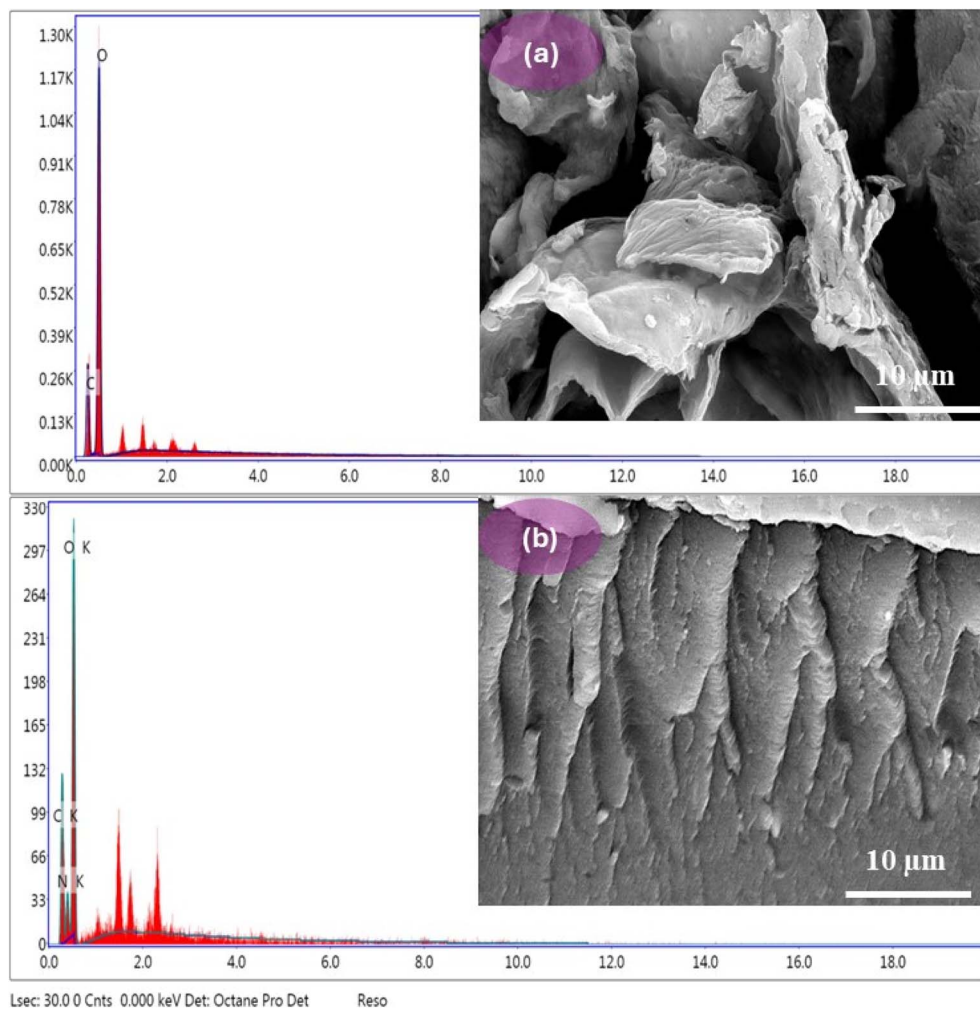 1.30K
1.17K
1.04K
0.91K
0.78K
0.65K
0.52K
0.39K
0.26K
0.13K
0.00K
O
C
0.0 2.0 4.0 6.0 8.0 10.0 12.0 14.0 16.0 18.0
(a)
10 μm
330
297
264
231
198
165
132
99
66
33
0
O K
C K
N K
0.0 2.0 4.0 6.0 8.0 10.0 12.0 14.0 16.0 18.0
(b)
10 μm
Lsec: 30.0 0 Cnts 0.000 keV Det: Octane Pro Det Reso